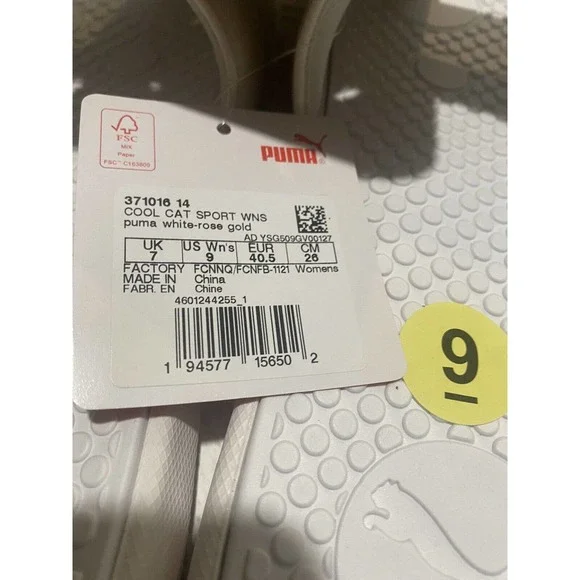 FSC
MIX
Paper
FSC™ C163809
PUMA
371016 14
COOL CAT SPORT WNS
puma white-rose gold
AD YSG509GV00127
UK US Wn's EUR CM
7 9 40.5 26
FACTORY FCNNQ/FCNFB-1121 Womens
MADE IN China
FABR. EN Chine
4601244255_1
1 94577 15650 2
9